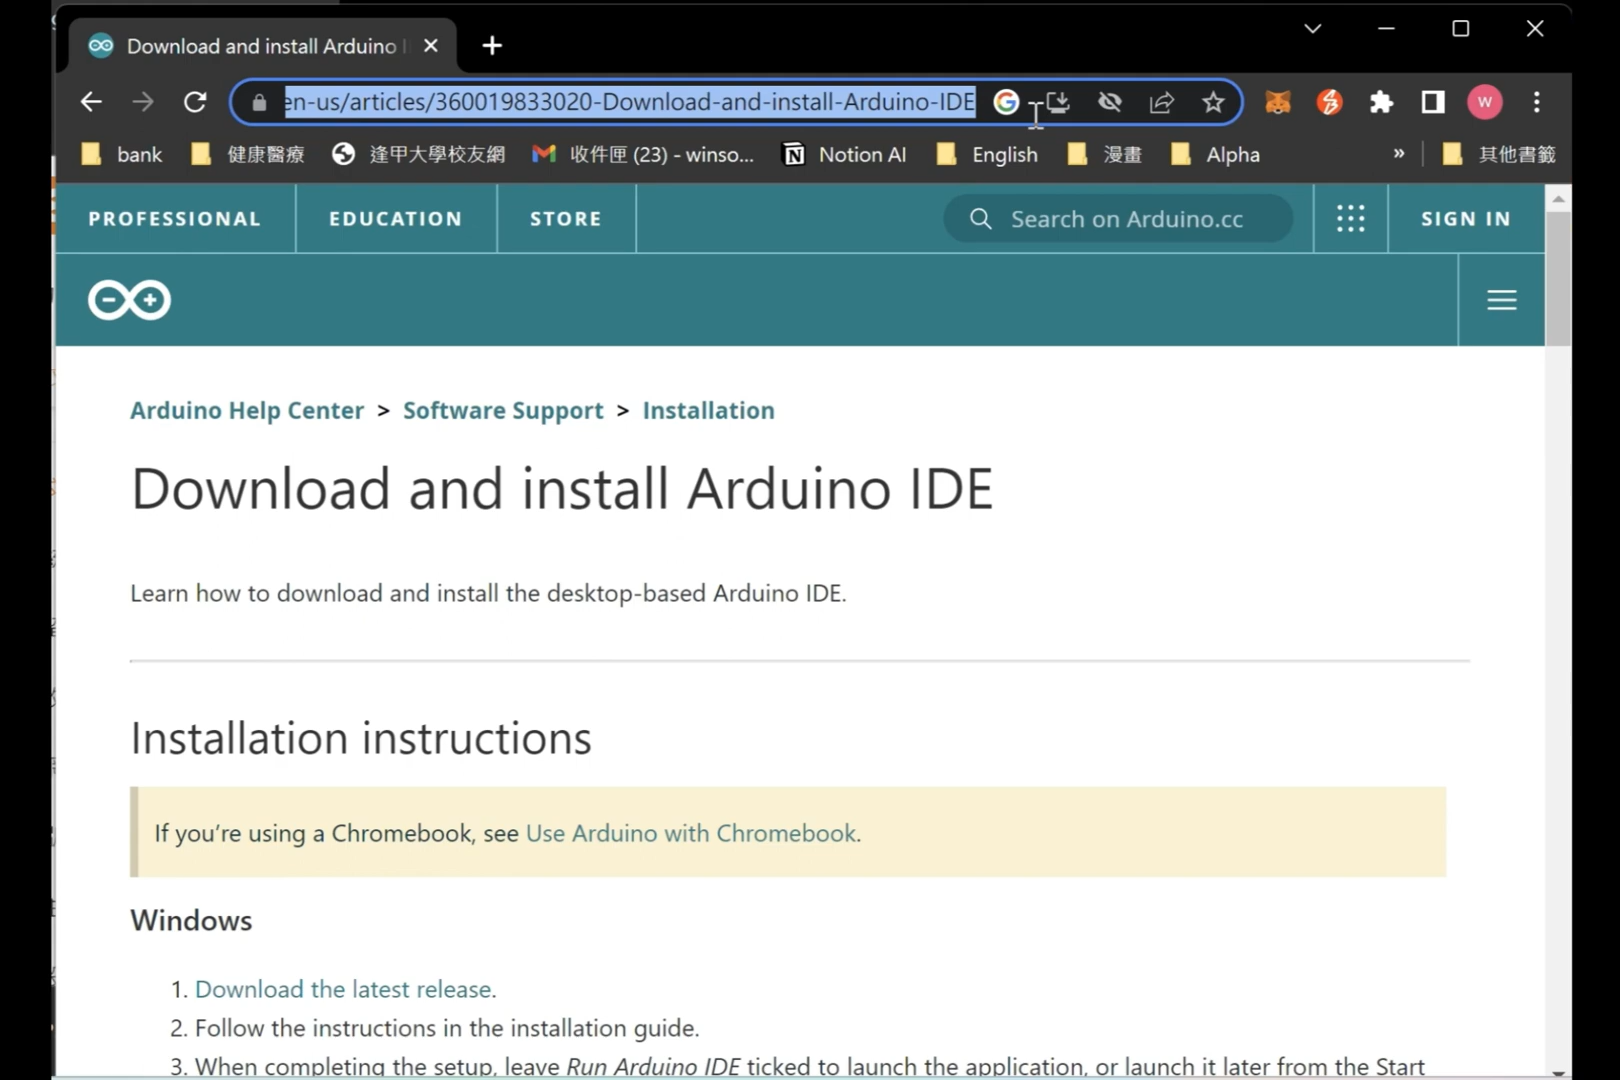 Download and install Arduino I
en-us/articles/360019833020-Download-and-install-Arduino-IDE
W
bank
健康醫療
逢甲大學校友網
收件匣 (23) - winso...
Notion AI
English
漫畫
Alpha
»
其他書籤
PROFESSIONAL
EDUCATION
STORE
Search on Arduino.cc
SIGN IN
Arduino Help Center > Software Support > Installation
Download and install Arduino IDE
Learn how to download and install the desktop-based Arduino IDE.
Installation instructions
If you’re using a Chromebook, see Use Arduino with Chromebook.
Windows
1. Download the latest release.
2. Follow the instructions in the installation guide.
3. When completing the setup, leave Run Arduino IDE ticked to launch the application, or launch it later from the Start